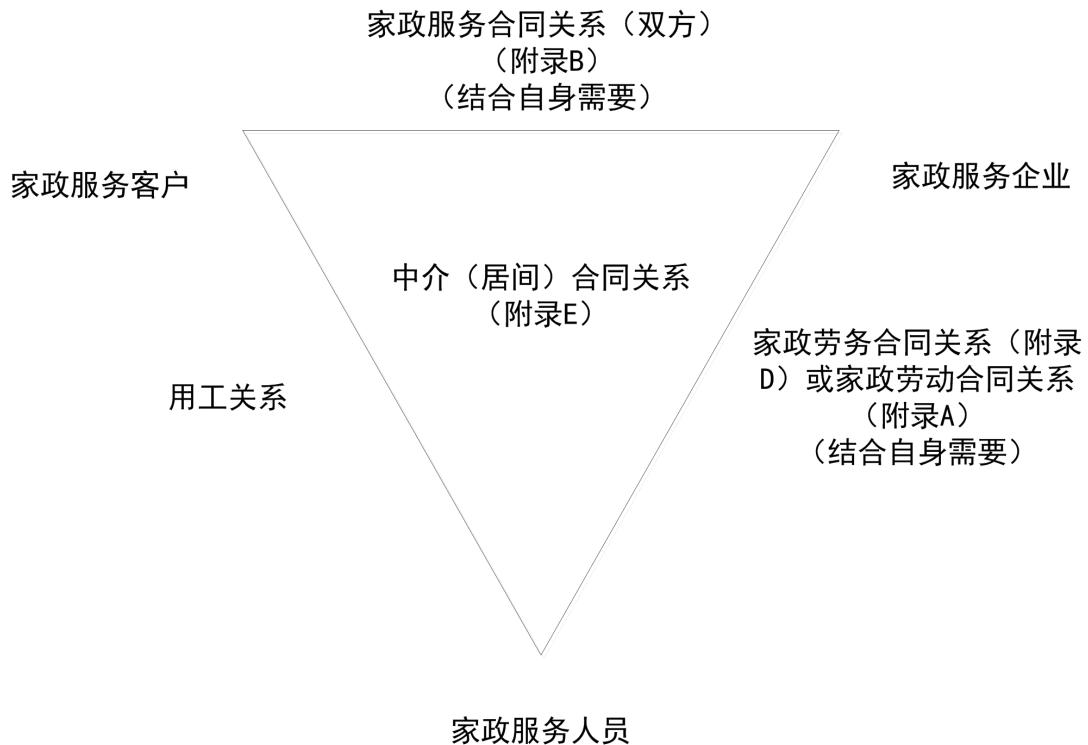 家政服务合同关系（双方）
（附录B）
（结合自身需要）
家政服务客户
家政服务企业
中介（居间）合同关系
（附录E）
家政劳务合同关系（附录
D）或家政劳动合同关系
（附录A）
（结合自身需要）
用工关系
家政服务人员